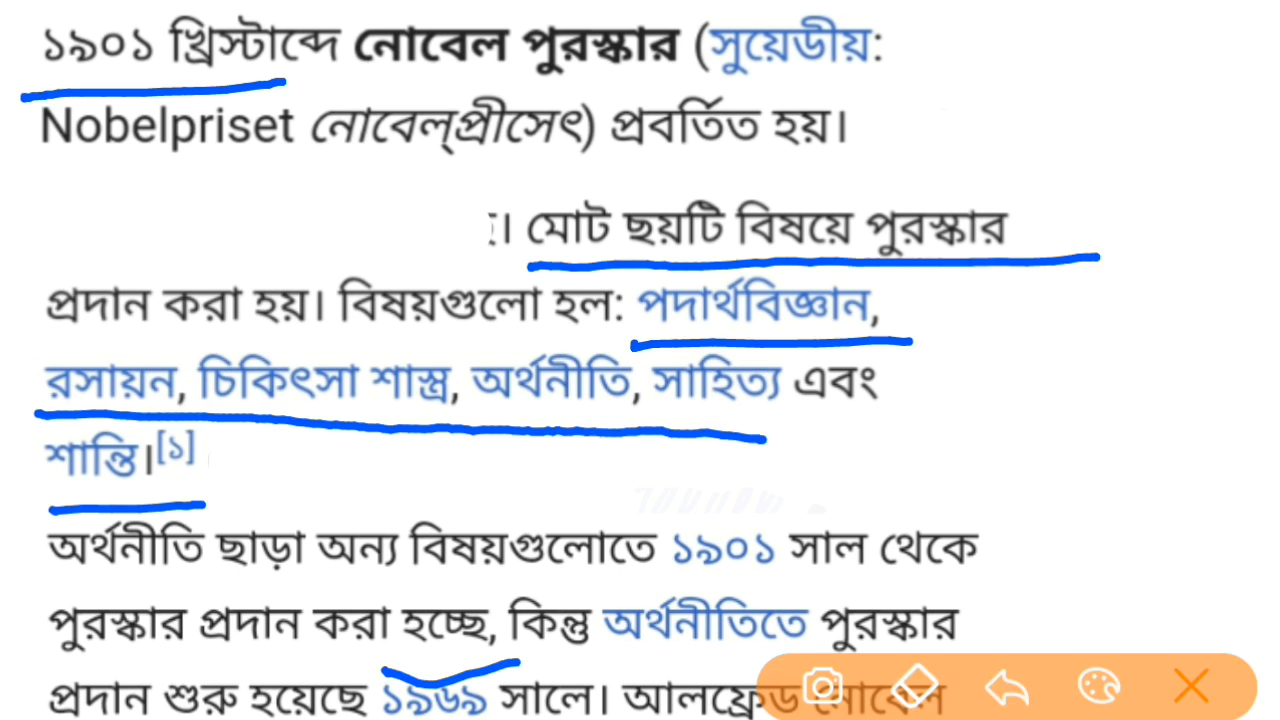 ১৯০১ খ্রিস্টাব্দে নোবেল পুরস্কার (সুয়েডীয়:
Nobelpriset নোবেল্‌প্রীসেৎ) প্রবর্তিত হয়।
। মোট ছয়টি বিষয়ে পুরস্কার
প্রদান করা হয়। বিষয়গুলো হল: পদার্থবিজ্ঞান,
রসায়ন, চিকিৎসা শাস্ত্র, অর্থনীতি, সাহিত্য এবং
শান্তি।[১]
অর্থনীতি ছাড়া অন্য বিষয়গুলোতে ১৯০১ সাল থেকে
পুরস্কার প্রদান করা হচ্ছে, কিন্তু অর্থনীতিতে পুরস্কার
প্রদান শুরু হয়েছে ১৯৬৯ সালে। আলফ্রেড নোবেল